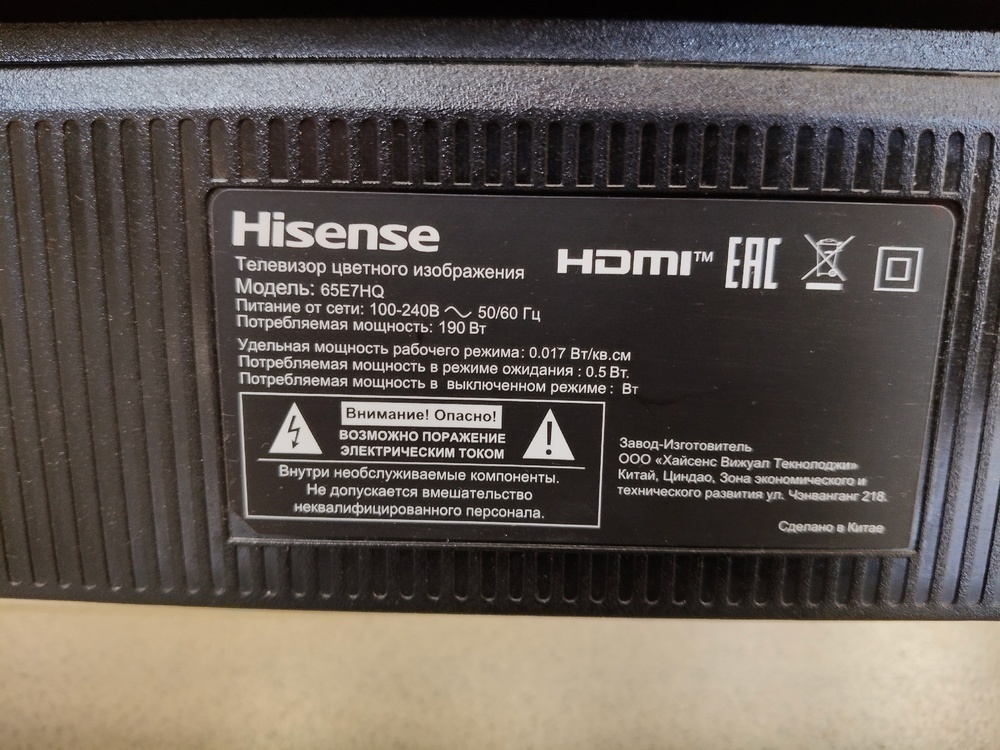 Hisense
HDMI™ EAC
Телевизор цветного изображения
Модель: 65E7HQ
Питание от сети: 100-240В ～ 50/60 Гц
Потребляемая мощность: 190 Вт
Удельная мощность рабочего режима: 0.017 Вт/кв.см
Потребляемая мощность в режиме ожидания : 0.5 Вт.
Потребляемая мощность в выключенном режиме : Вт
Внимание! Опасно!
ВОЗМОЖНО ПОРАЖЕНИЕ
ЭЛЕКТРИЧЕСКИМ ТОКОМ
Внутри необслуживаемые компоненты.
Не допускается вмешательство
неквалифицированного персонала.
Завод-Изготовитель
ООО «Хайсенс Вижуал Текнолоджи»
Китай, Циндао, Зона экономического и
технического развития ул. Чэнванганг 218.
Сделано в Китае